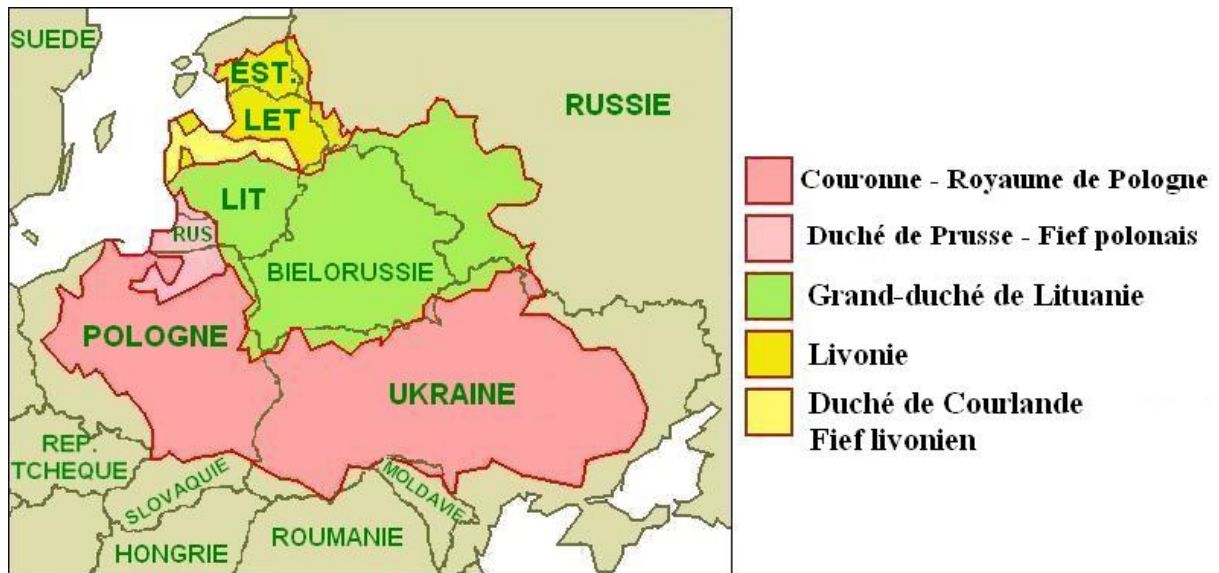 SUEDE
EST.
LET
RUSSIE
LIT
RUS
BIELORUSSIE
POLOGNE
UKRAINE
REP.
TCHEQUE
SLOVAQUIE
MOLDAVIE
HONGRIE
ROUMANIE
Couronne - Royaume de Pologne
Duché de Prusse - Fief polonais
Grand-duché de Lituanie
Livonie
Duché de Courlande
Fief livonien